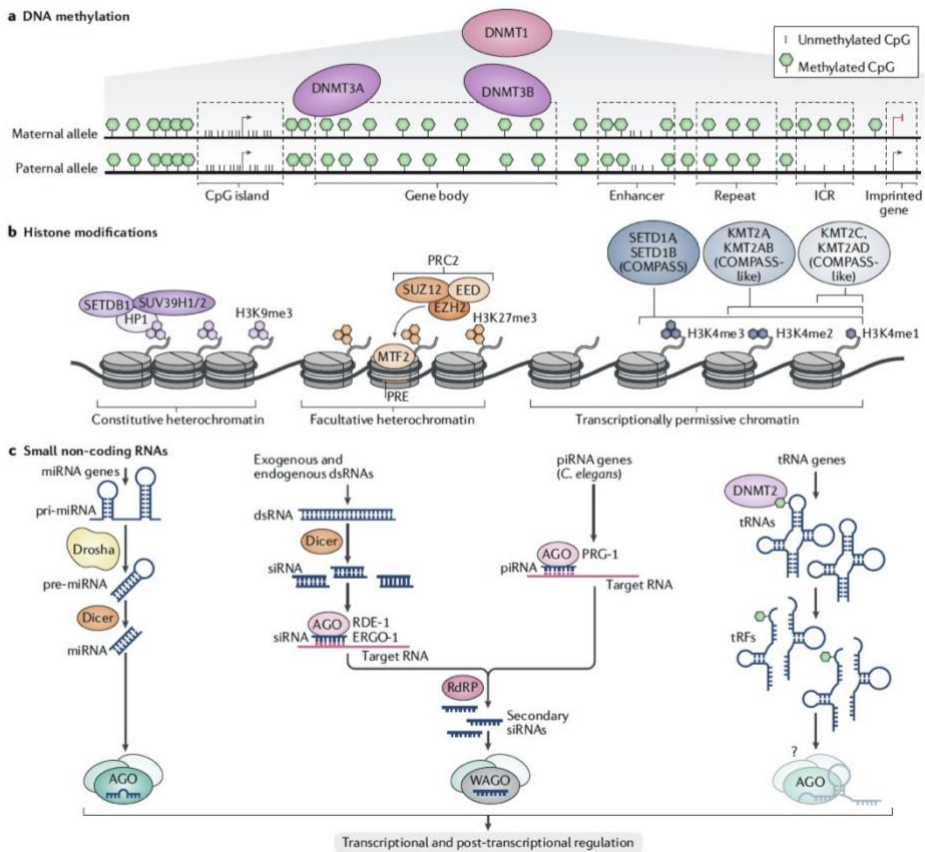 a DNA methylation
DNMT1
Unmethylated CpG
Methylated CpG
DNMT3A
DNMT3B
Maternal allele
Paternal allele
CpG island
Gene body
Enhancer
Repeat
ICR
Imprinted
gene
b Histone modifications
SETD1A,
SETD1B
(COMPASS)
KMT2A,
KMT2AB
(COMPASS-
like)
KMT2C,
KMT2AD
(COMPASS-
like)
PRC2
SUZ12
EED
EZH2
SETDB1
SUV39H1/2
HP1
H3K9me3
H3K27me3
H3K4me3
H3K4me2
H3K4me1
MTF2
PRE
Constitutive heterochromatin
Facultative heterochromatin
Transcriptionally permissive chromatin
c Small non-coding RNAs
miRNA genes
pri-miRNA
Drosha
pre-miRNA
Dicer
miRNA
AGO
Exogenous and
endogenous dsRNAs
dsRNA
Dicer
siRNA
AGO
RDE-1
siRNA
ERGO-1
Target RNA
piRNA genes
(C. elegans)
AGO
PRG-1
piRNA
Target RNA
RdRP
Secondary
siRNAs
WAGO
tRNA genes
DNMT2
tRNAs
tRFs
?
AGO
Transcriptional and post-transcriptional regulation